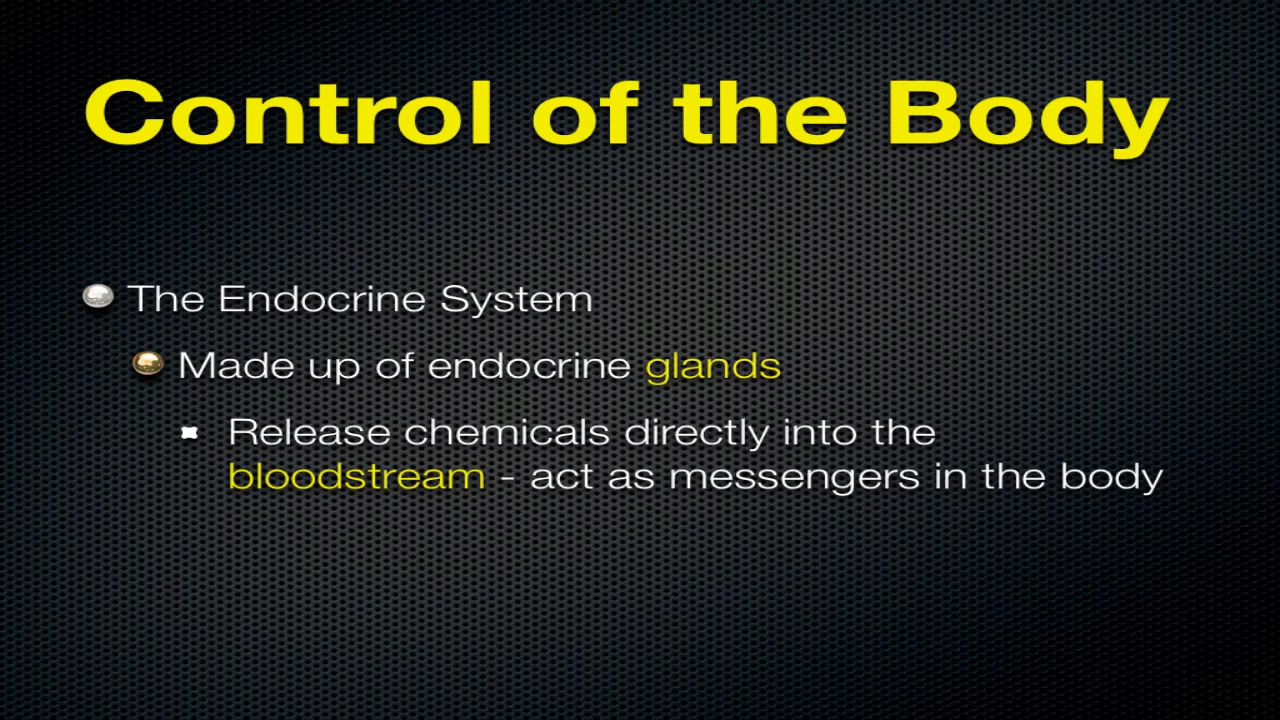 Control of the Body
The Endocrine System
Made up of endocrine glands
Release chemicals directly into the
bloodstream - act as messengers in the body